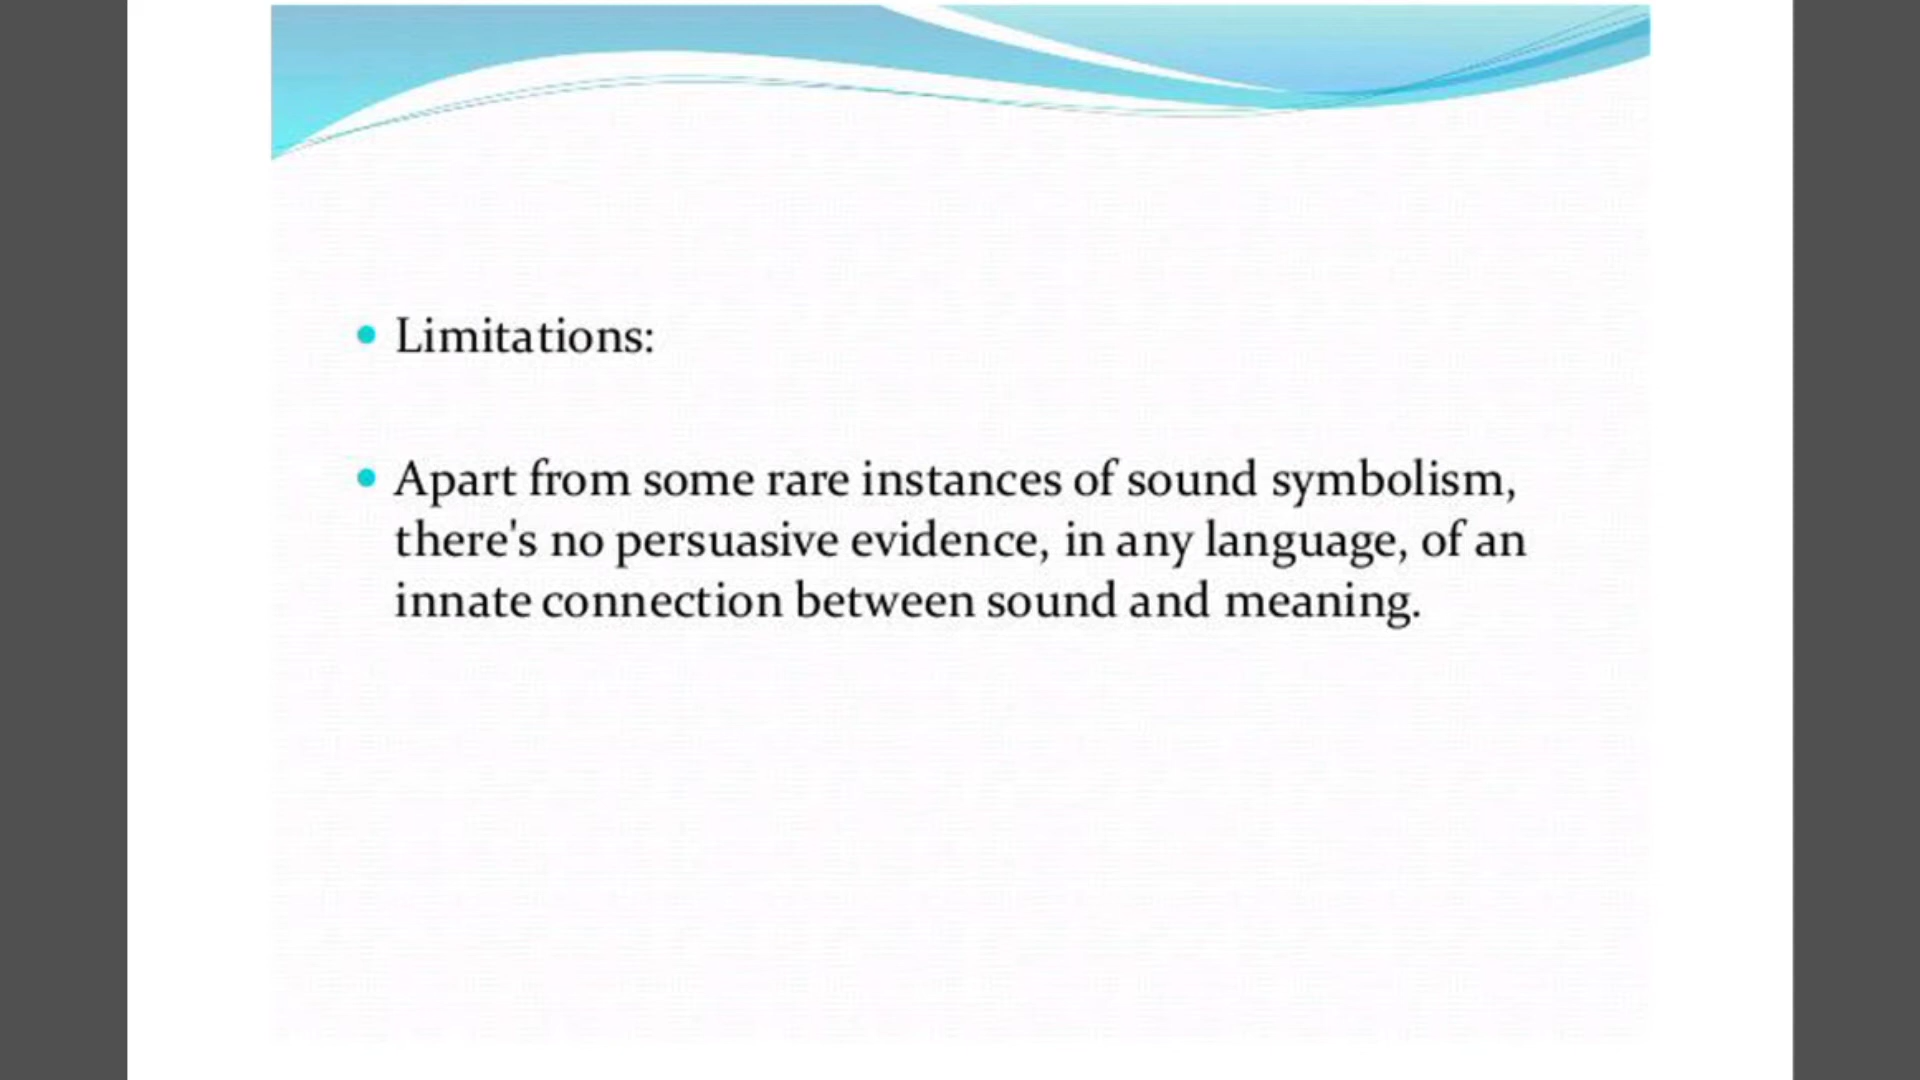 Limitations:
Apart from some rare instances of sound symbolism,
there's no persuasive evidence, in any language, of an
innate connection between sound and meaning.